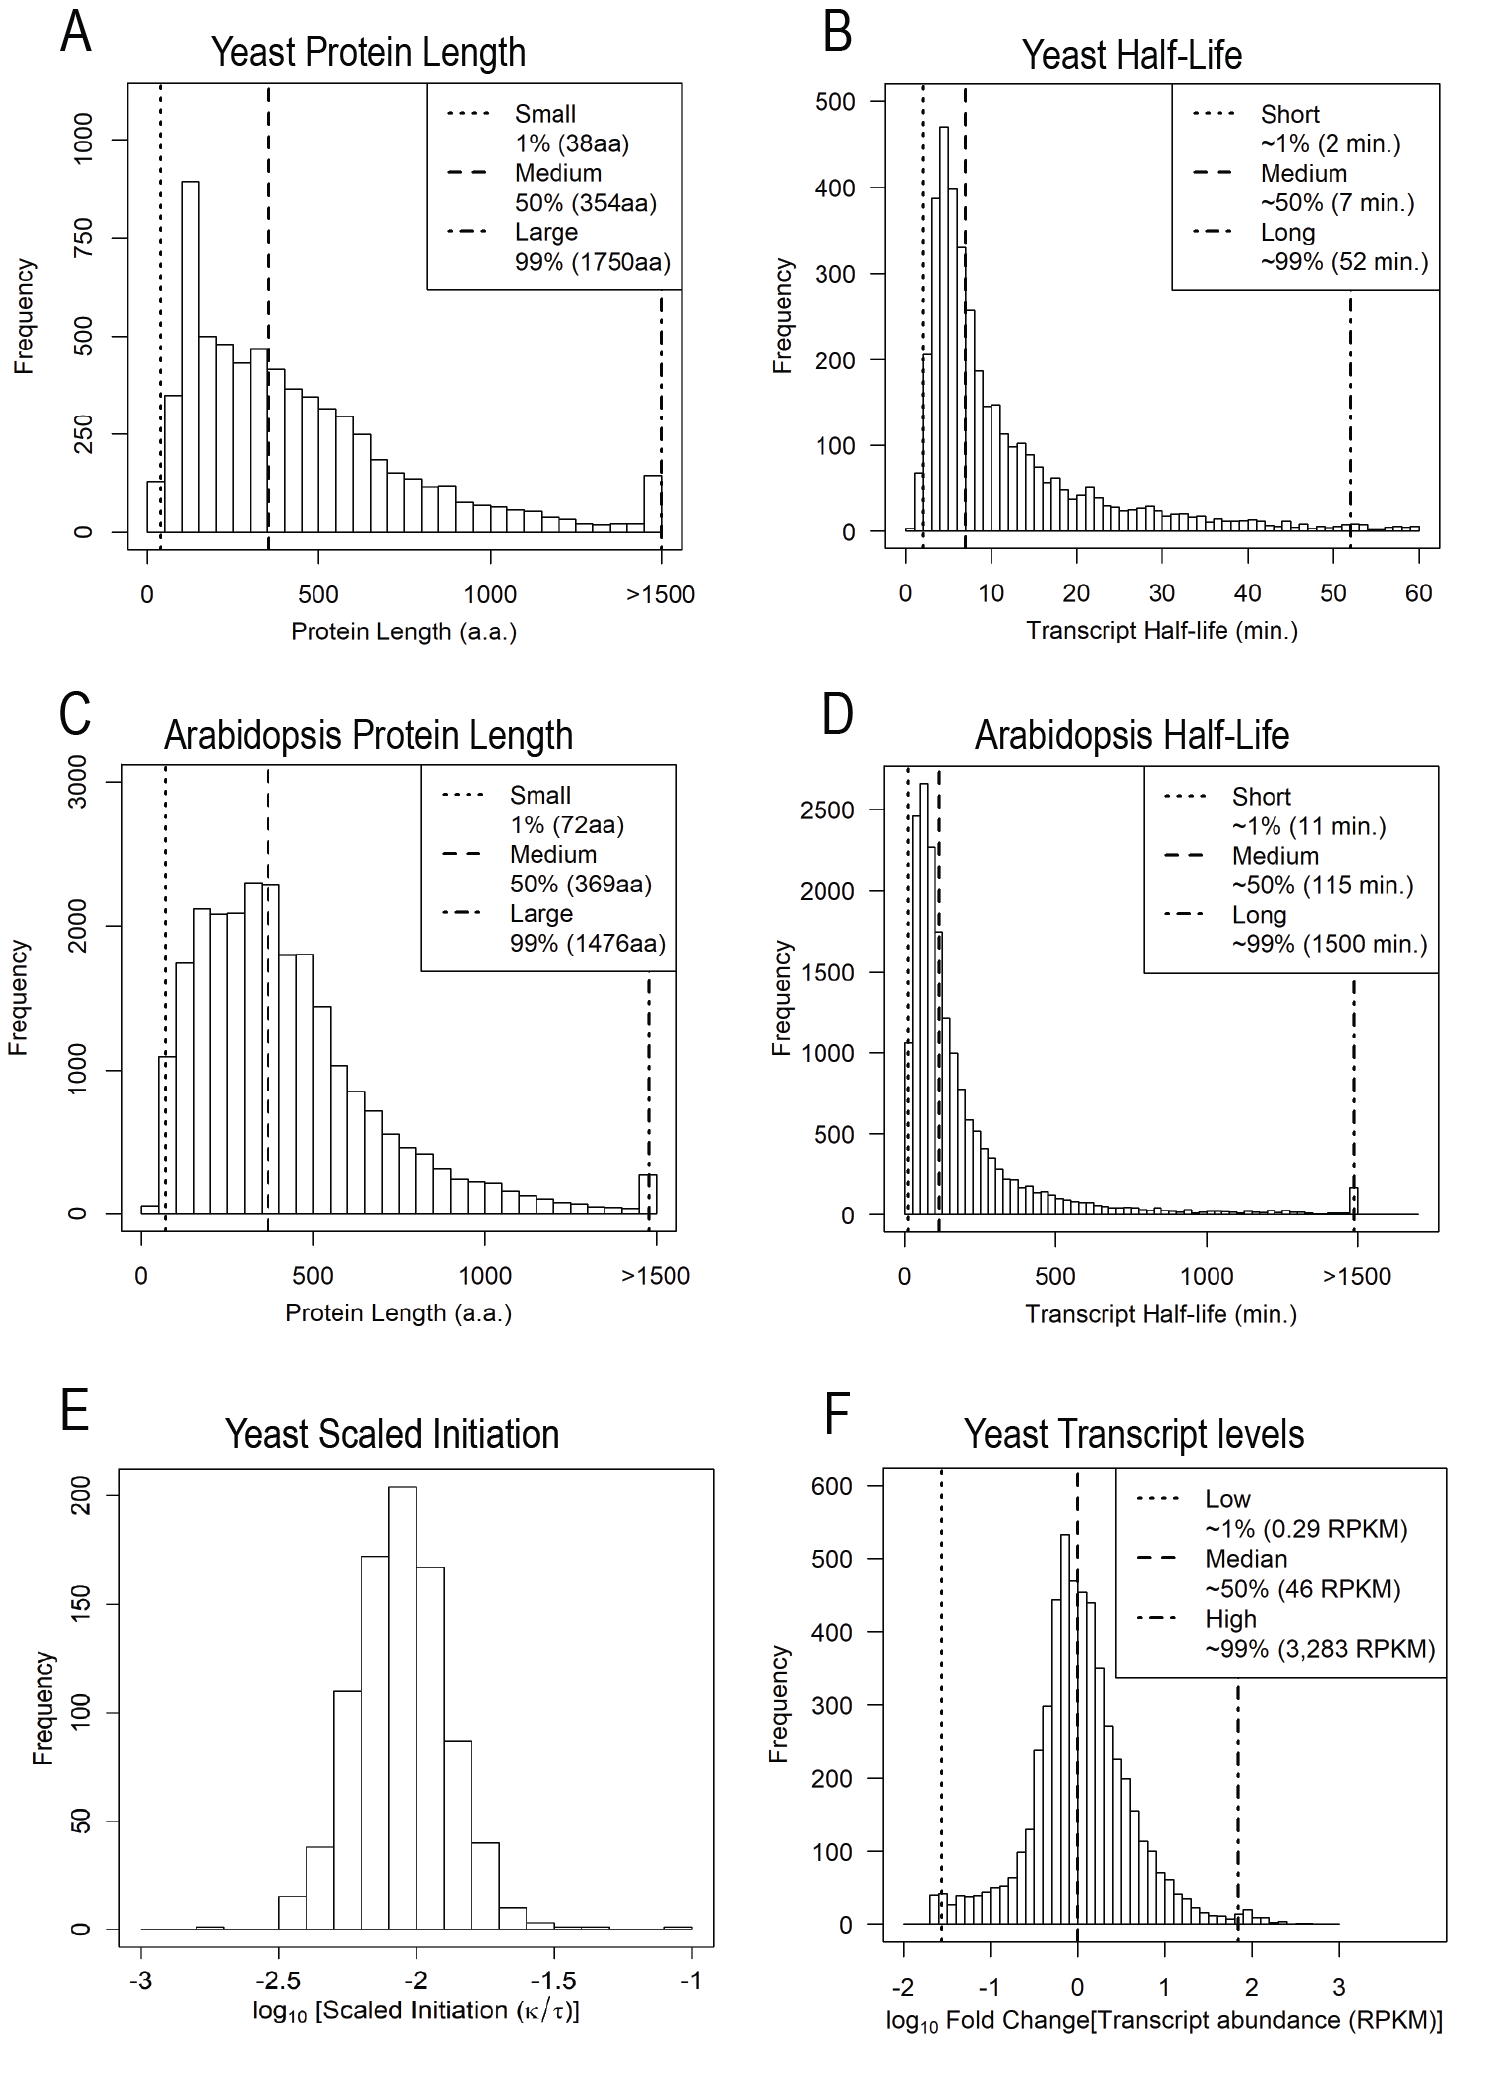 A
Yeast Protein Length
Small
1% (38aa)
Medium
50% (354aa)
Large
99% (1750aa)
Frequency
0
250
500
750
1000
0
500
1000
>1500
Protein Length (a.a.)
B
Yeast Half-Life
Short
~1% (2 min.)
Medium
~50% (7 min.)
Long
~99% (52 min.)
Frequency
500
400
300
200
100
0
0
10
20
30
40
50
60
Transcript Half-life (min.)
C
Arabidopsis Protein Length
Small
1% (72aa)
Medium
50% (369aa)
Large
99% (1476aa)
Frequency
0
1000
2000
3000
0
500
1000
>1500
Protein Length (a.a.)
D
Arabidopsis Half-Life
Short
~1% (11 min.)
Medium
~50% (115 min.)
Long
~99% (1500 min.)
Frequency
2500
2000
1500
1000
500
0
0
500
1000
>1500
Transcript Half-life (min.)
E
Yeast Scaled Initiation
Frequency
0
50
100
150
200
-3
-2.5
-2
-1.5
-1
log₁₀ [Scaled Initiation (κ/τ)]
F
Yeast Transcript levels
Low
~1% (0.29 RPKM)
Median
~50% (46 RPKM)
High
~99% (3,283 RPKM)
Frequency
600
500
400
300
200
100
0
-2
-1
0
1
2
3
log₁₀ Fold Change[Transcript abundance (RPKM)]